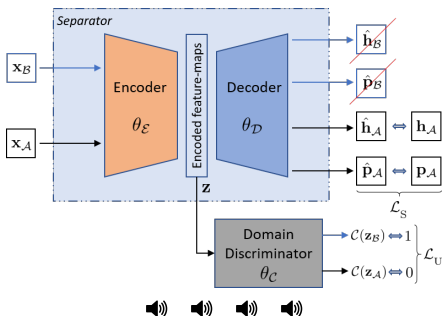 Separator
x_ℬ
x_𝒜
Encoder
θ_ℰ
Encoded feature-maps
z
Decoder
θ_𝒟
ĥ_ℬ
p̂_ℬ
ĥ_𝒜 ⇔ h_𝒜
p̂_𝒜 ⇔ p_𝒜
ℒ_S
Domain
Discriminator
θ_𝒞
𝒞(z_ℬ) ⇔ 1
𝒞(z_𝒜) ⇔ 0
ℒ_U